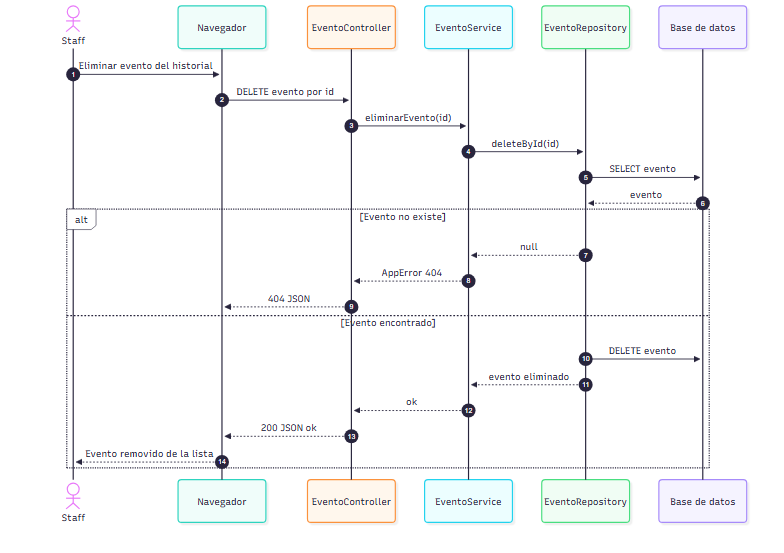 Staff
Navegador
EventoController
EventoService
EventoRepository
Base de datos
1
Eliminar evento del historial
2
DELETE evento por id
3
eliminarEvento(id)
4
deleteById(id)
5
SELECT evento
evento
6
alt
[Evento no existe]
null
7
AppError 404
8
404 JSON
9
[Evento encontrado]
10
DELETE evento
evento eliminado
11
ok
12
200 JSON ok
13
Evento removido de la lista
14
Staff
Navegador
EventoController
EventoService
EventoRepository
Base de datos